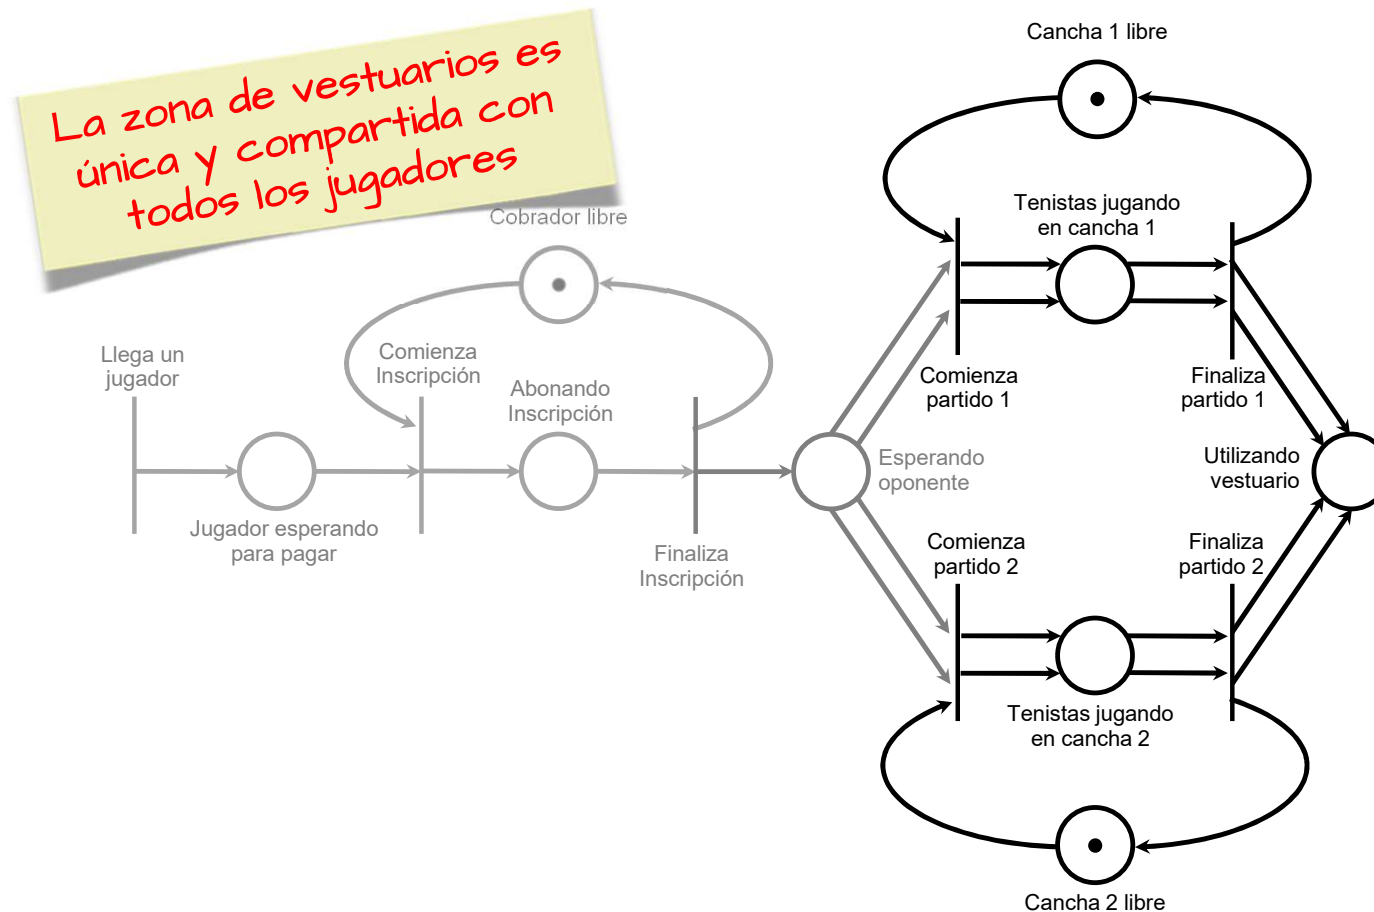 La zona de vestuarios es
única y compartida con
todos los jugadores
Cobrador libre
Llega un
jugador
Comienza
Inscripción
Abonando
Inscripción
Jugador esperando
para pagar
Finaliza
Inscripción
Esperando
oponente
Cancha 1 libre
Tenistas jugando
en cancha 1
Comienza
partido 1
Finaliza
partido 1
Utilizando
vestuario
Comienza
partido 2
Finaliza
partido 2
Tenistas jugando
en cancha 2
Cancha 2 libre